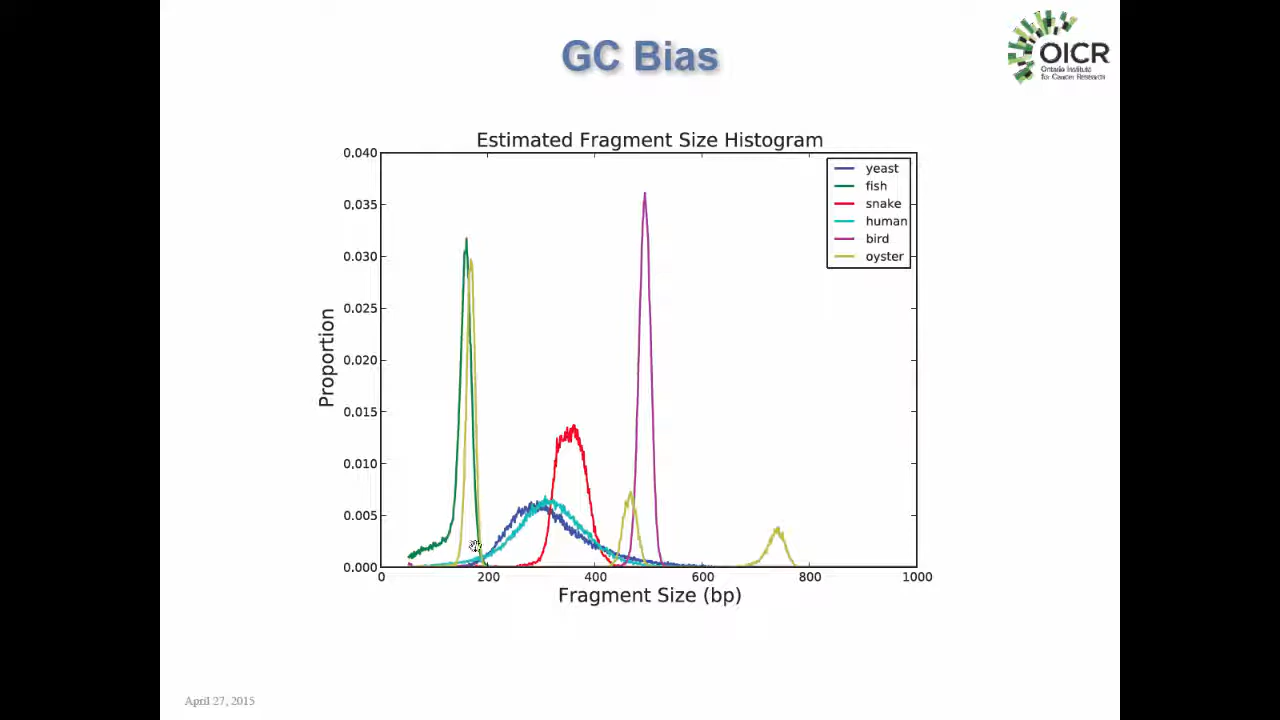 GC Bias
OICR
Ontario Institute
for Cancer Research
Estimated Fragment Size Histogram
0.040
0.035
0.030
0.025
0.020
0.015
0.010
0.005
0.000
Proportion
yeast
fish
snake
human
bird
oyster
0 200 400 600 800 1000
Fragment Size (bp)
April 27, 2015